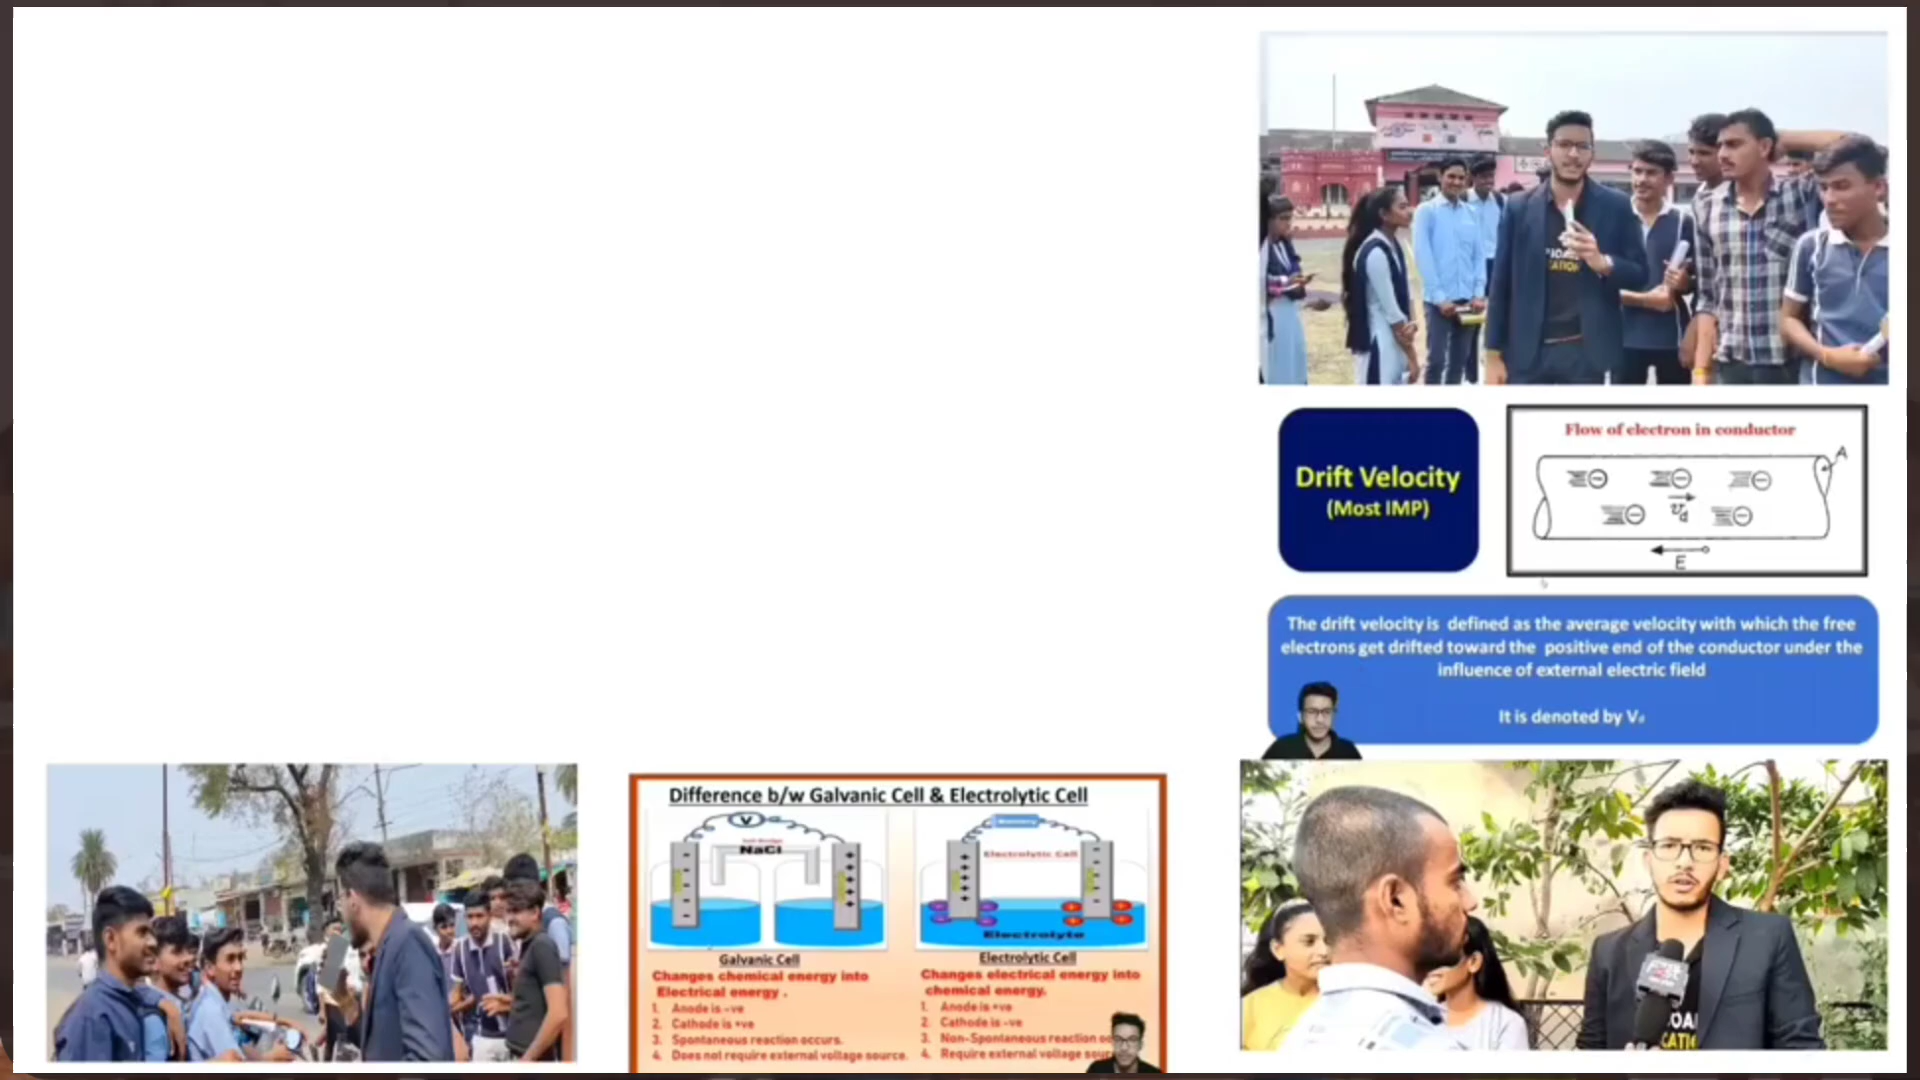 Drift Velocity
(Most IMP)
Flow of electron in conductor
A
v_d
E
The drift velocity is defined as the average velocity with which the free
electrons get drifted toward the positive end of the conductor under the
influence of external electric field
It is denoted by Vd
Difference b/w Galvanic Cell & Electrolytic Cell
V
NaCl
Galvanic Cell
Changes chemical energy into
Electrical energy .
1. Anode is -ve
2. Cathode is +ve
3. Spontaneous reaction occurs.
4. Does not require external voltage source.
Battery
Electrolytic Cell
Electrolyte
Electrolytic Cell
Changes electrical energy into
chemical energy.
1. Anode is +ve
2. Cathode is -ve
3. Non-Spontaneous reaction
4. Require external voltage